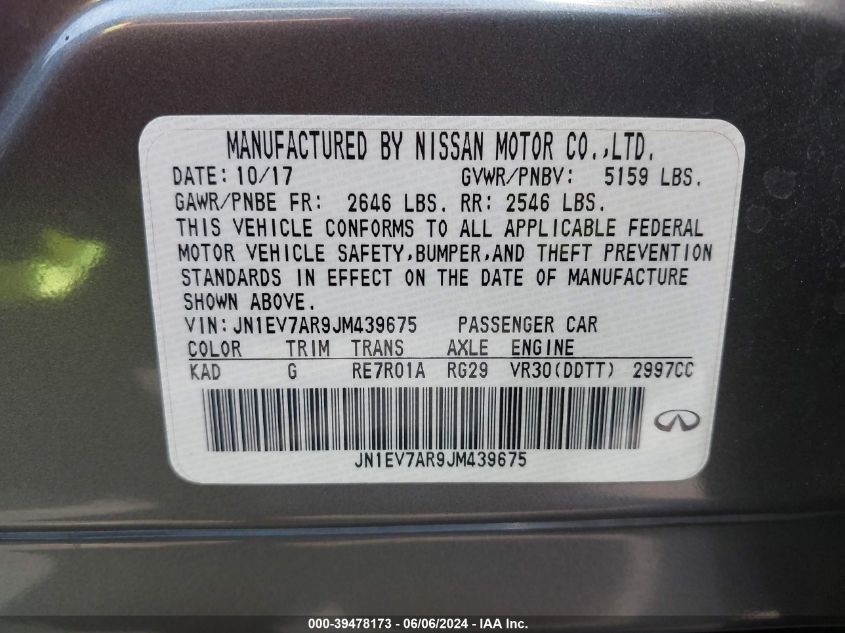 MANUFACTURED BY NISSAN MOTOR CO.,LTD.
DATE: 10/17 GVWR/PNBV: 5159 LBS.
GAWR/PNBE FR: 2646 LBS. RR: 2546 LBS.
THIS VEHICLE CONFORMS TO ALL APPLICABLE FEDERAL
MOTOR VEHICLE SAFETY,BUMPER,AND THEFT PREVENTION
STANDARDS IN EFFECT ON THE DATE OF MANUFACTURE
SHOWN ABOVE.
VIN: JN1EV7AR9JM439675 PASSENGER CAR
COLOR TRIM TRANS AXLE ENGINE
KAD G RE7R01A RG29 VR30(DDTT) 2997CC
JN1EV7AR9JM439675
000-39478173 - 06/06/2024 - IAA Inc.